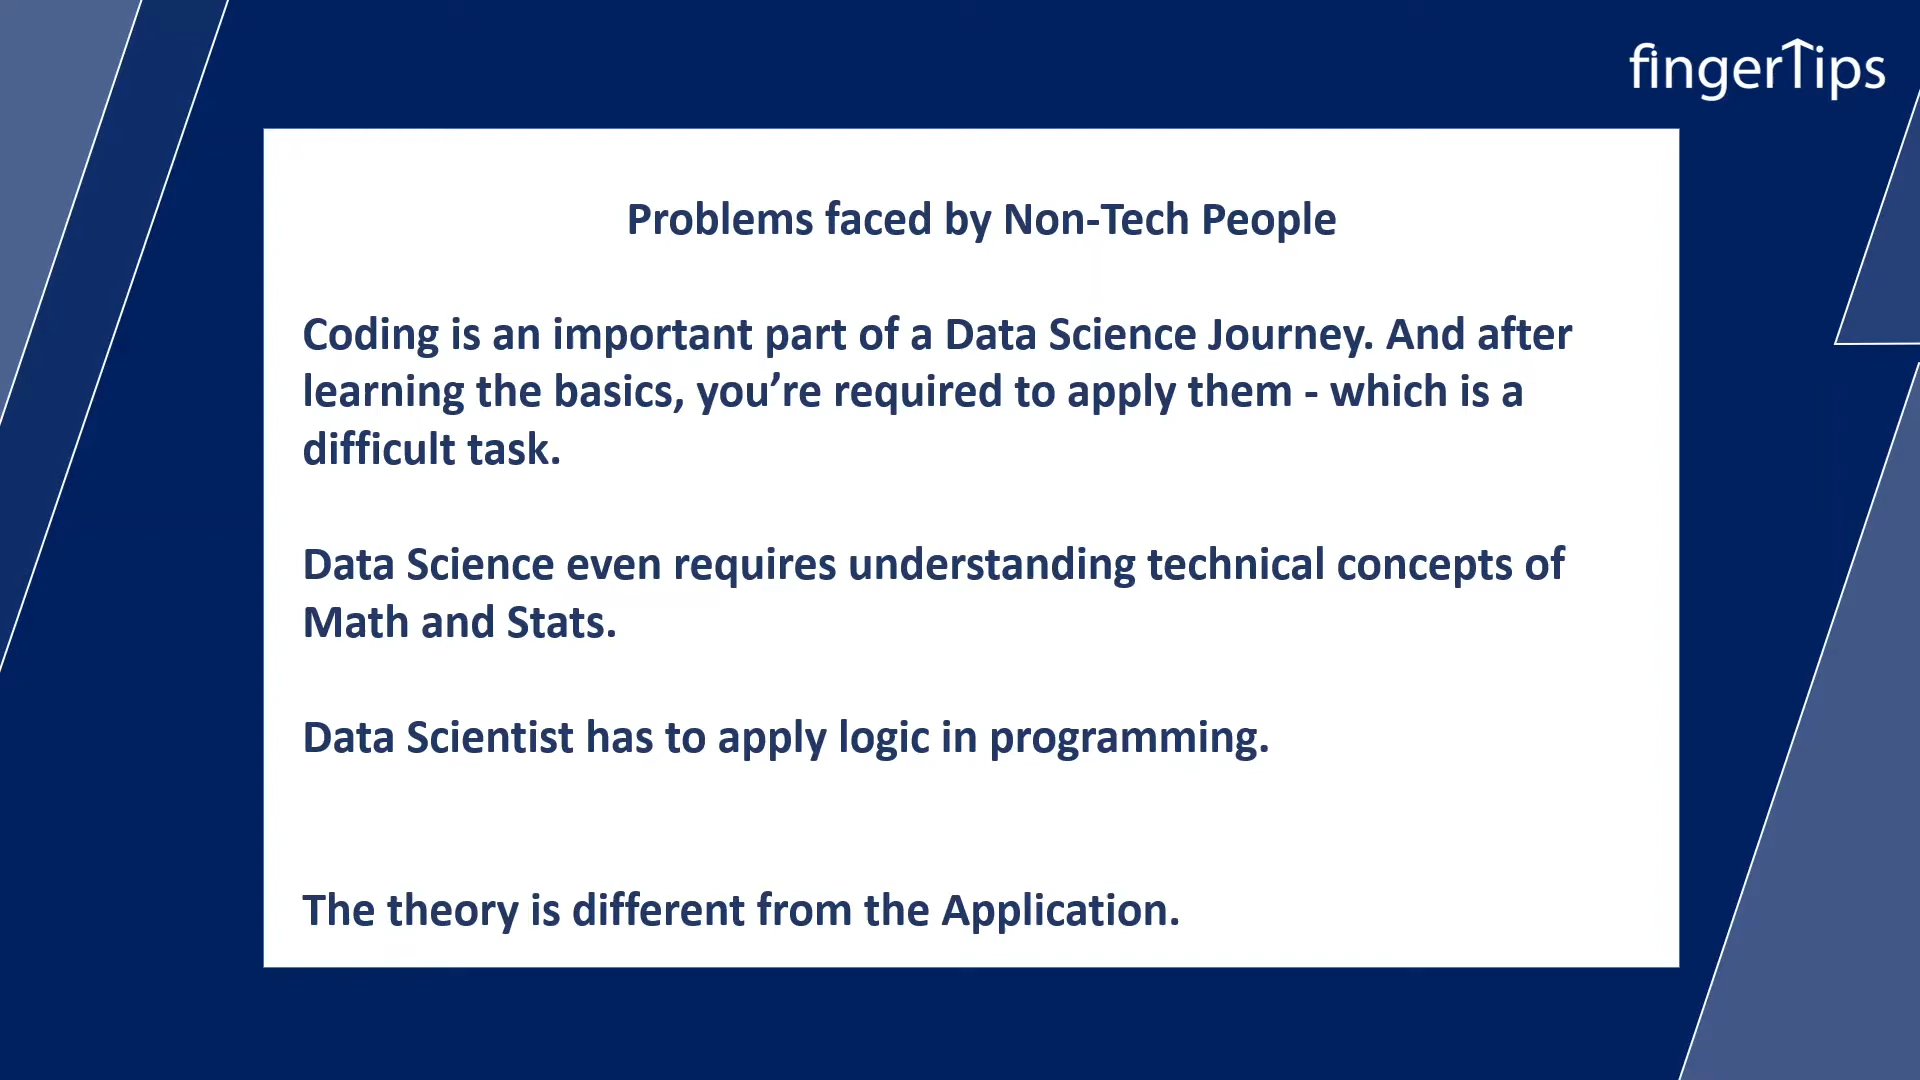 fingerTips
Problems faced by Non-Tech People
Coding is an important part of a Data Science Journey. And after
learning the basics, you’re required to apply them - which is a
difficult task.
Data Science even requires understanding technical concepts of
Math and Stats.
Data Scientist has to apply logic in programming.
The theory is different from the Application.